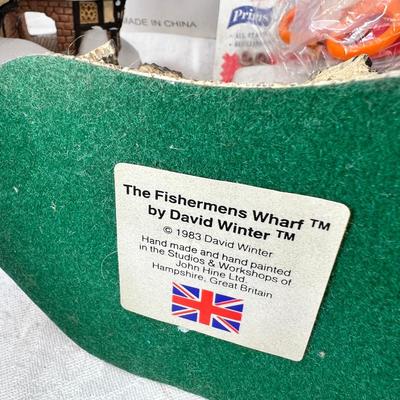 MADE IN CHINA
Prima
The Fishermens Wharf ™
by David Winter ™
© 1983 David Winter
Hand made and hand painted
in the Studios & Workshops of
John Hine Ltd.
Hampshire, Great Britain